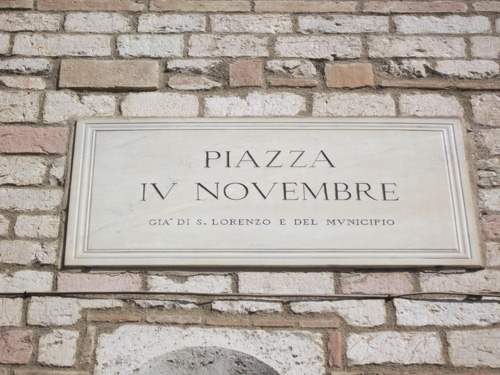 PIAZZA
IV NOVEMBRE
GIA' DI S. LORENZO E DEL MVNICIPIO